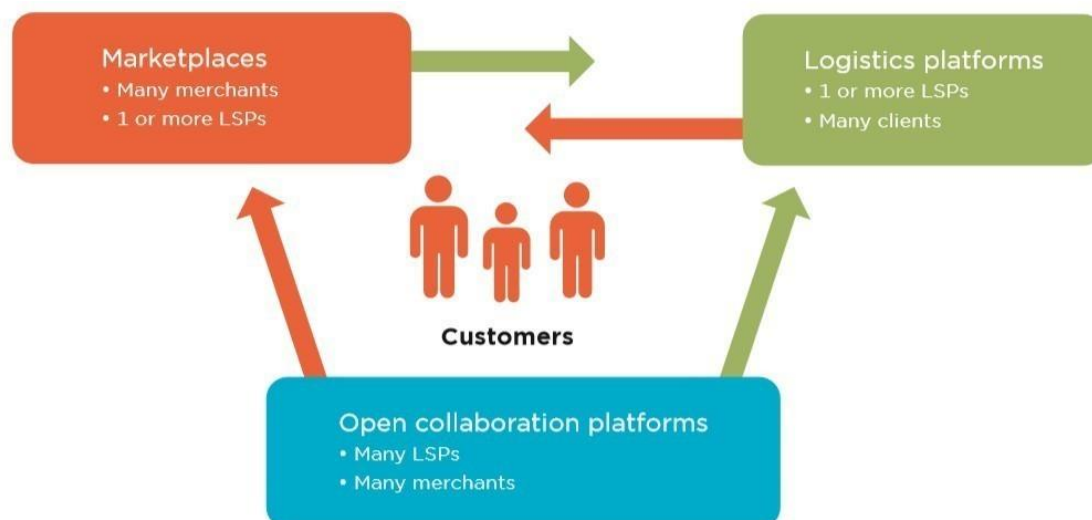 Marketplaces
• Many merchants
• 1 or more LSPs
Logistics platforms
• 1 or more LSPs
• Many clients
Customers
Open collaboration platforms
• Many LSPs
• Many merchants